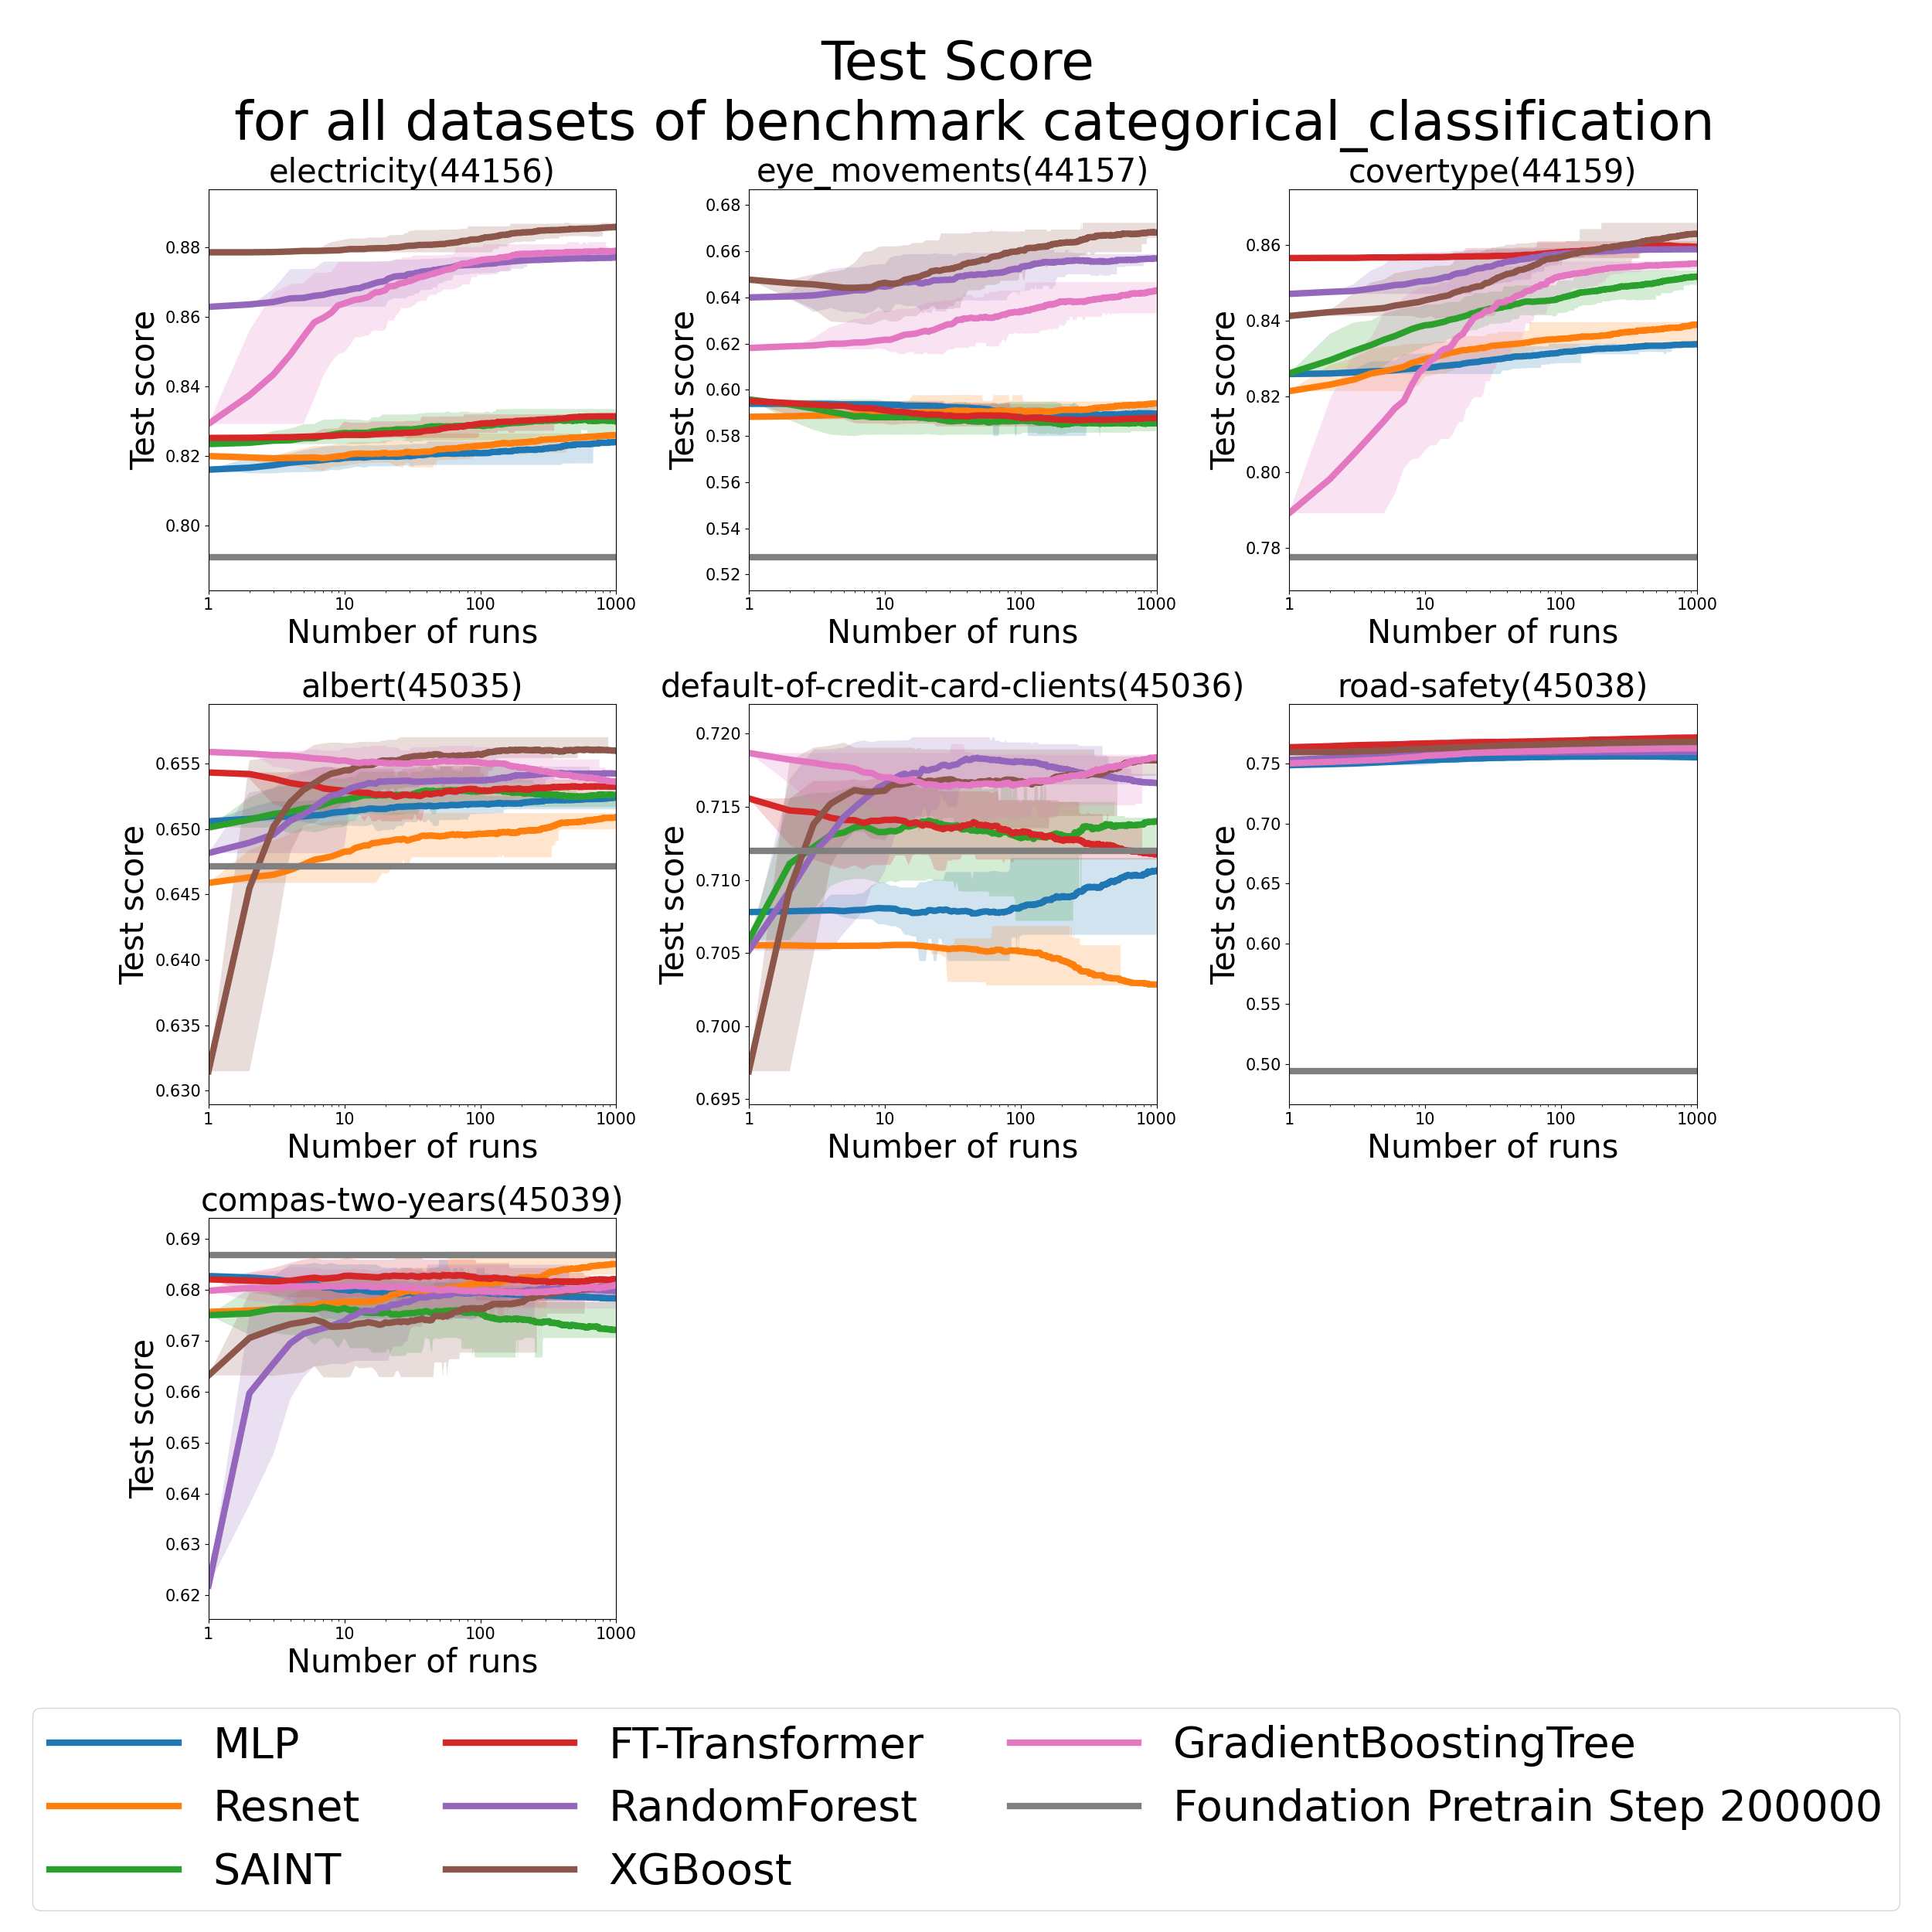 Test Score
for all datasets of benchmark categorical_classification
electricity(44156)
0.88
0.86
0.84
0.82
0.80
Test score
1 10 100 1000
Number of runs
eye_movements(44157)
0.68
0.66
0.64
0.62
0.60
0.58
0.56
0.54
0.52
Test score
1 10 100 1000
Number of runs
covertype(44159)
0.86
0.84
0.82
0.80
0.78
Test score
1 10 100 1000
Number of runs
albert(45035)
0.655
0.650
0.645
0.640
0.635
0.630
Test score
1 10 100 1000
Number of runs
default-of-credit-card-clients(45036)
0.720
0.715
0.710
0.705
0.700
0.695
Test score
1 10 100 1000
Number of runs
road-safety(45038)
0.75
0.70
0.65
0.60
0.55
0.50
Test score
1 10 100 1000
Number of runs
compas-two-years(45039)
0.69
0.68
0.67
0.66
0.65
0.64
0.63
0.62
Test score
1 10 100 1000
Number of runs
MLP
Resnet
SAINT
FT-Transformer
RandomForest
XGBoost
GradientBoostingTree
Foundation Pretrain Step 200000